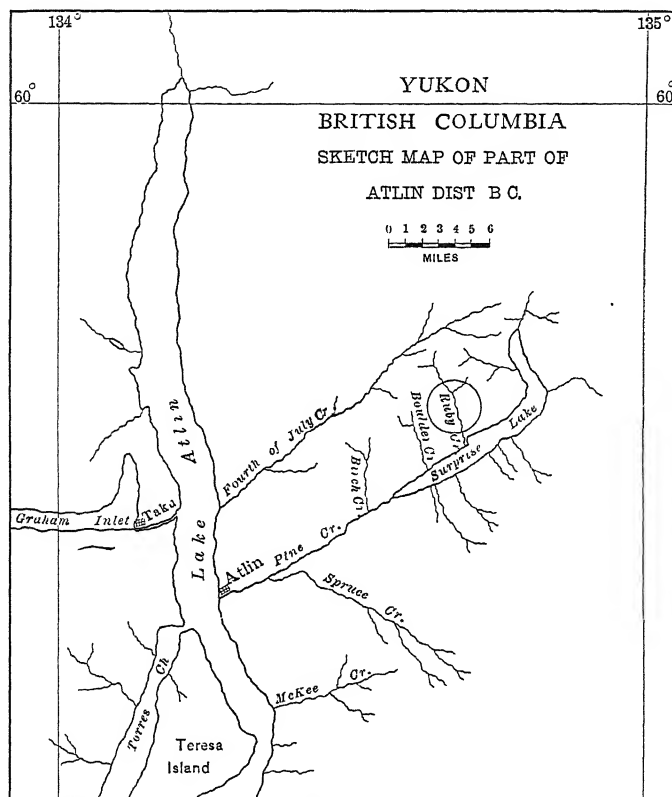 134° 135°
60° 60°
YUKON
BRITISH COLUMBIA
SKETCH MAP OF PART OF
ATLIN DIST B C.
0 1 2 3 4 5 6
MILES
Atlin
Lake
Fourth of July Cr.
Boulder Cr.
Ruby Cr.
Surprise Lake
Birch Cr.
Graham Inlet
Taku
Atlin
Pine Cr.
Spruce Cr.
McKee Cr.
Torres Ch
Teresa
Island